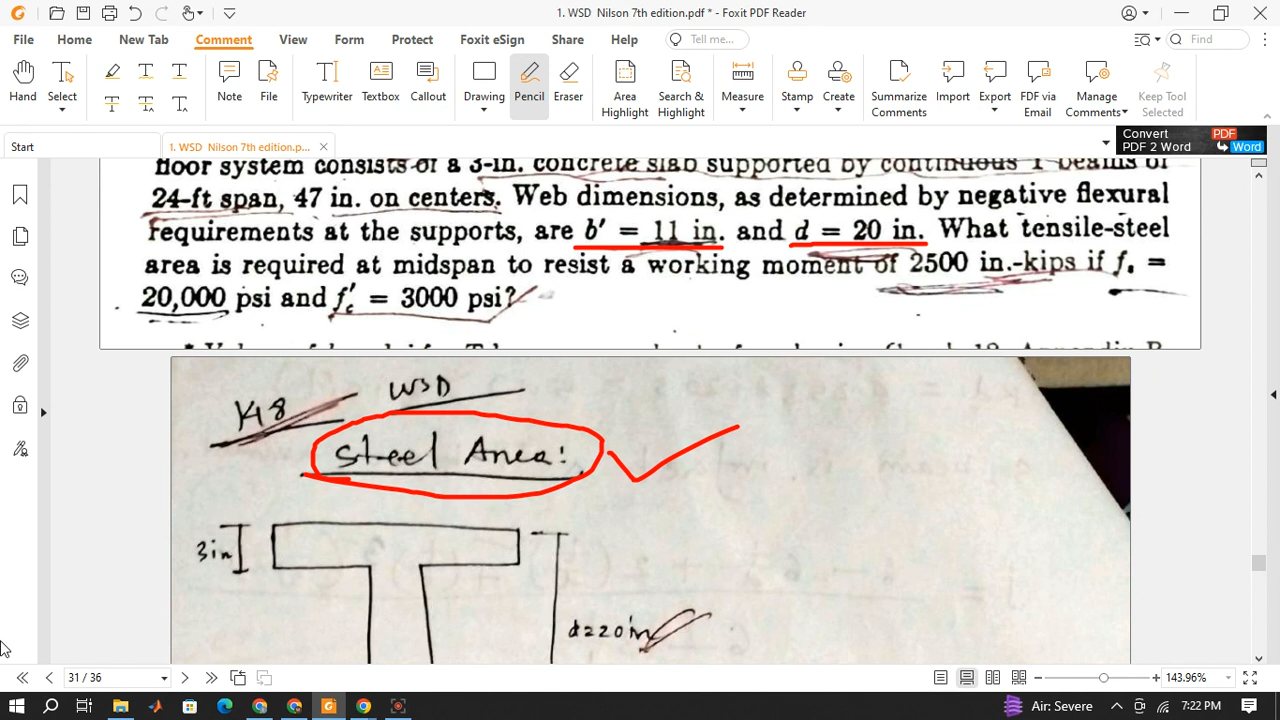 1. WSD Nilson 7th edition.pdf * - Foxit PDF Reader
File Home New Tab Comment View Form Protect Foxit eSign Share Help Tell me... Find
Hand Select Note File Typewriter Textbox Callout Drawing Pencil Eraser Area Highlight Search & Highlight Measure Stamp Create Summarize Comments Import Export FDF via Email Manage Comments Keep Tool Selected
Start 1. WSD Nilson 7th edition.p... Convert PDF 2 Word PDF Word
floor system consists of a 3-in. concrete slab supported by continuous T beams of
24-ft span, 47 in. on centers. Web dimensions, as determined by negative flexural
requirements at the supports, are b′ = 11 in. and d = 20 in. What tensile-steel
area is required at midspan to resist a working moment of 2500 in.-kips if fₛ =
20,000 psi and f′c = 3000 psi?
WSD
Steel Area:
3in
d=20in
31 / 36 143.96%
Air: Severe 7:22 PM